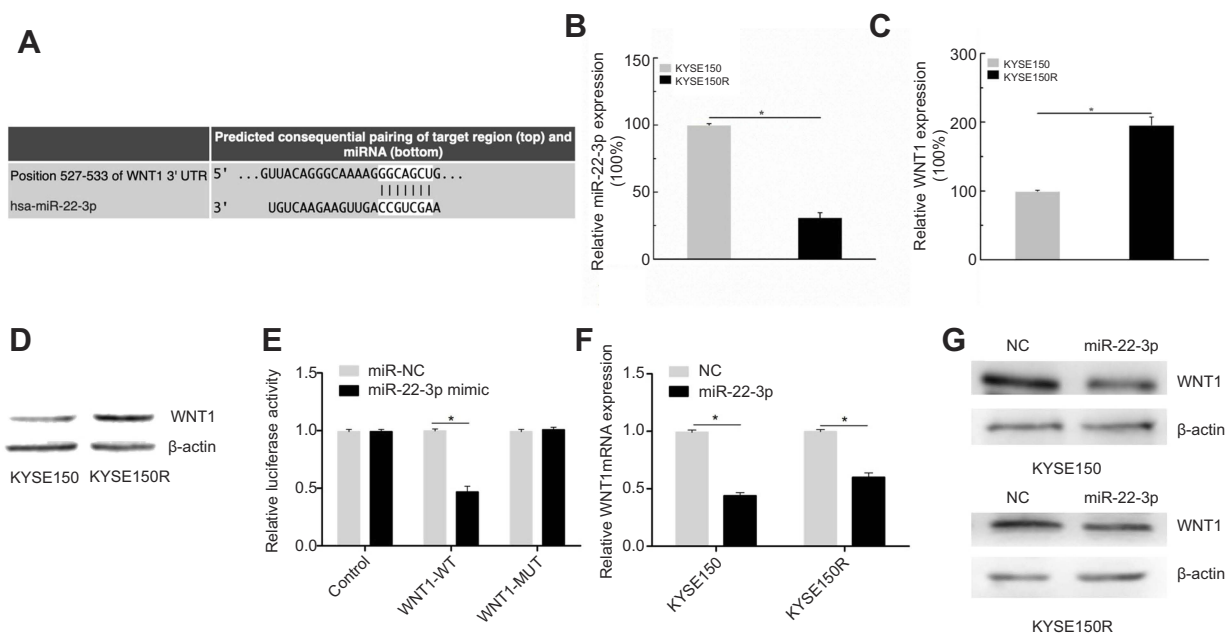 A
Predicted consequential pairing of target region (top) and
miRNA (bottom)
Position 527-533 of WNT1 3' UTR 5' ...GUUACAGGGCAAAAGGGCAGCUG...
hsa-miR-22-3p 3' UGUCAAGAAGUUGACCGUCGAA
B
Relative miR-22-3p expression
(100%)
150
100
50
0
KYSE150
KYSE150R
*
C
Relative WNT1 expression
(100%)
300
200
100
0
KYSE150
KYSE150R
*
D
WNT1
β-actin
KYSE150 KYSE150R
E
Relative luciferase activity
1.5
1.0
0.5
0.0
miR-NC
miR-22-3p mimic
*
Control
WNT1-WT
WNT1-MUT
F
Relative WNT1mRNA expression
1.5
1.0
0.5
0.0
NC
miR-22-3p
* *
KYSE150
KYSE150R
G
NC miR-22-3p
WNT1
β-actin
KYSE150
NC miR-22-3p
WNT1
β-actin
KYSE150R